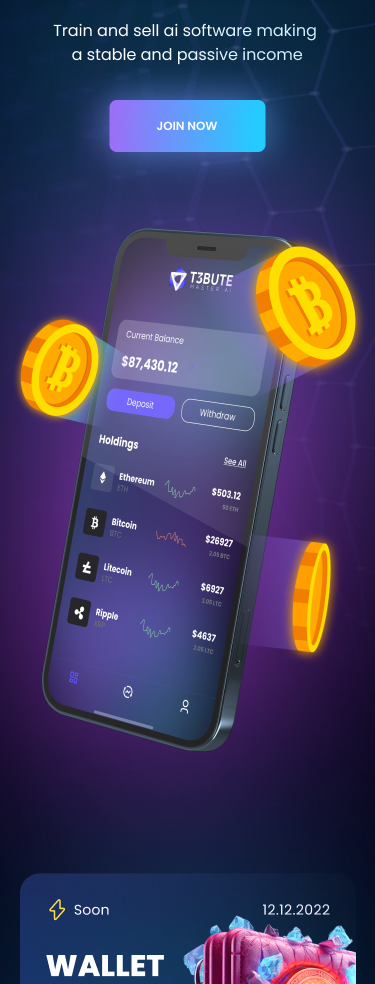 Train and sell ai software making
a stable and passive income
JOIN NOW
T3BUTE
MASTER AI
Current Balance
$87,430.12
Deposit
Withdraw
Holdings
See All
Ethereum
ETH
$503.12
50 ETH
Bitcoin
BTC
$26927
2.05 BTC
Litecoin
LTC
$6927
2.05 LTC
Ripple
$4637
2.05 LTC
Soon
12.12.2022
WALLET